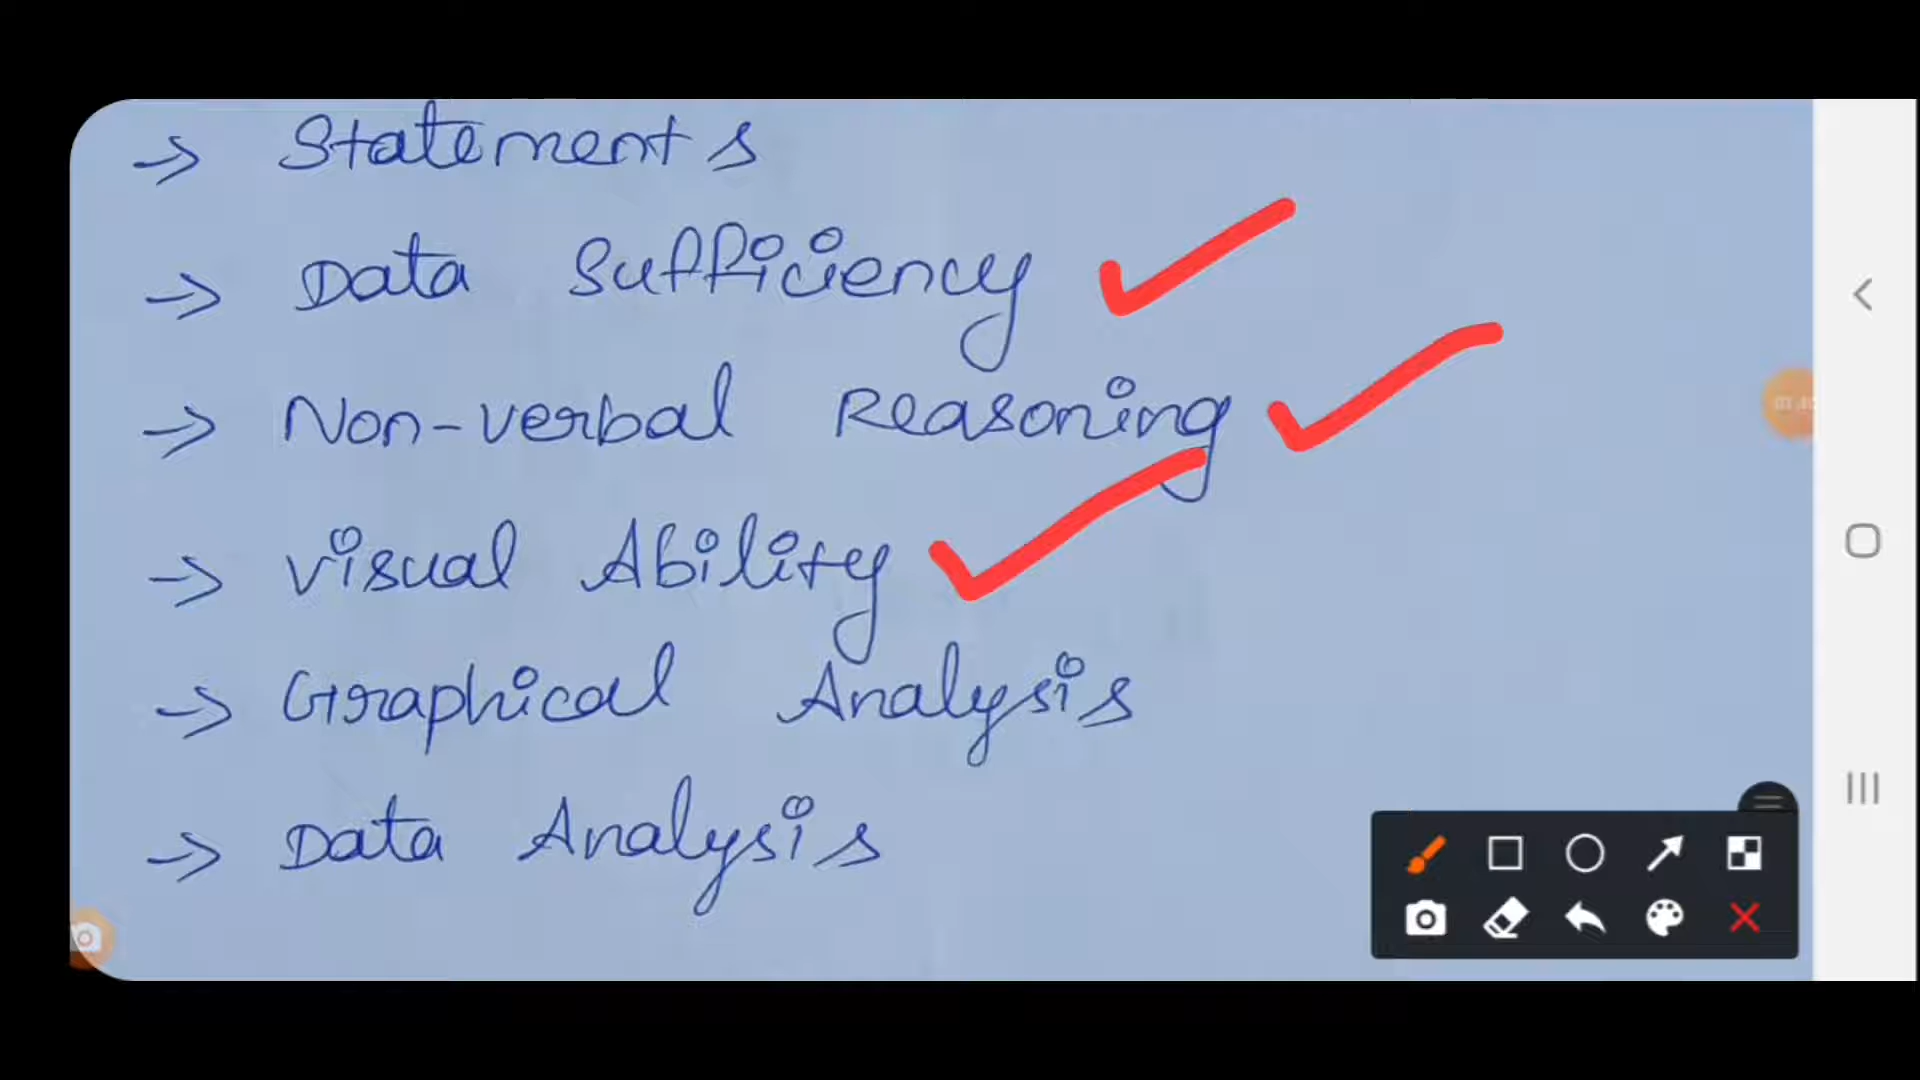 → Statements
→ Data Sufficiency
→ Non-verbal Reasoning
→ Visual Ability
→ Graphical Analysis
→ Data Analysis